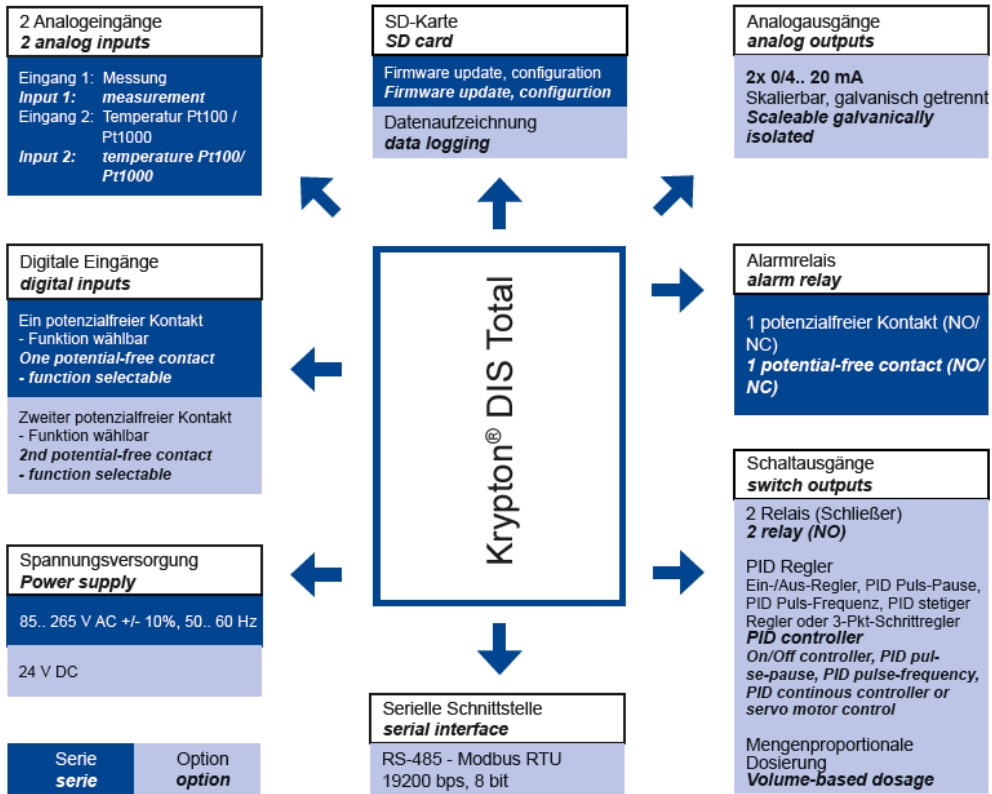 2 Analogeingänge
2 analog inputs
Eingang 1: Messung
Input 1: measurement
Eingang 2: Temperatur Pt100 /
Pt1000
Input 2: temperature Pt100/
Pt1000
SD-Karte
SD card
Firmware update, configuration
Firmware update, configurtion
Datenaufzeichnung
data logging
Analogausgänge
analog outputs
2x 0/4.. 20 mA
Skalierbar, galvanisch getrennt
Scaleable galvanically
isolated
Digitale Eingänge
digital inputs
Ein potenzialfreier Kontakt
- Funktion wählbar
One potential-free contact
- function selectable
Zweiter potenzialfreier Kontakt
- Funktion wählbar
2nd potential-free contact
- function selectable
Krypton® DIS Total
Alarmrelais
alarm relay
1 potenzialfreier Kontakt (NO/
NC)
1 potential-free contact (NO/
NC)
Spannungsversorgung
Power supply
85.. 265 V AC +/- 10%, 50.. 60 Hz
24 V DC
Schaltausgänge
switch outputs
2 Relais (Schließer)
2 relay (NO)
PID Regler
Ein-/Aus-Regler, PID Puls-Pause,
PID Puls-Frequenz, PID stetiger
Regler oder 3-Pkt-Schrittregler
PID controller
On/Off controller, PID pul-
se-pause, PID pulse-frequency,
PID continous controller or
servo motor control
Mengenproportionale
Dosierung
Volume-based dosage
Serielle Schnittstelle
serial interface
RS-485 - Modbus RTU
19200 bps, 8 bit
Serie
serie
Option
option